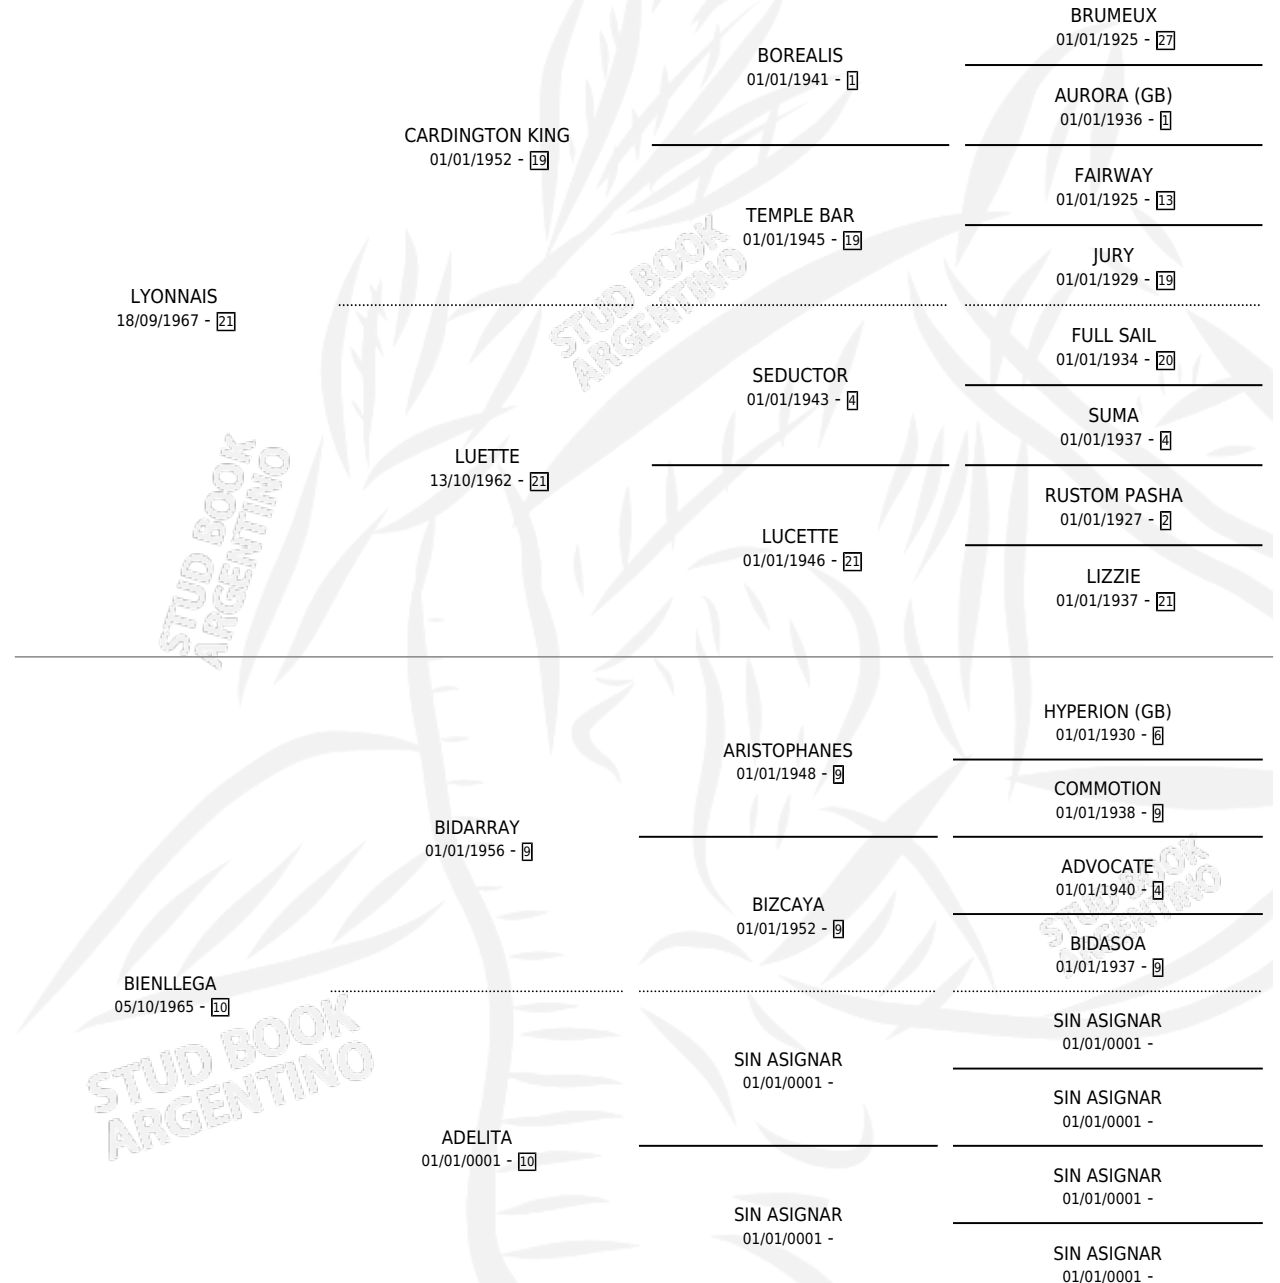 BRUMEUX
01/01/1925 - 27
BOREALIS
01/01/1941 - 1
AURORA (GB)
01/01/1936 - 1
CARDINGTON KING
01/01/1952 - 19
FAIRWAY
01/01/1925 - 13
TEMPLE BAR
01/01/1945 - 19
JURY
01/01/1929 - 19
LYONNAIS
18/09/1967 - 21
FULL SAIL
01/01/1934 - 20
SEDUCTOR
01/01/1943 - 4
SUMA
01/01/1937 - 4
LUETTE
13/10/1962 - 21
RUSTOM PASHA
01/01/1927 - 2
LUCETTE
01/01/1946 - 21
LIZZIE
01/01/1937 - 21
HYPERION (GB)
01/01/1930 - 6
ARISTOPHANES
01/01/1948 - 9
COMMOTION
01/01/1938 - 9
BIDARRAY
01/01/1956 - 9
ADVOCATE
01/01/1940 - 4
BIZCAYA
01/01/1952 - 9
BIDASOA
01/01/1937 - 9
BIENLLEGA
05/10/1965 - 10
SIN ASIGNAR
01/01/0001 -
SIN ASIGNAR
01/01/0001 -
SIN ASIGNAR
01/01/0001 -
ADELITA
01/01/0001 - 10
SIN ASIGNAR
01/01/0001 -
SIN ASIGNAR
01/01/0001 -
SIN ASIGNAR
01/01/0001 -
STUD BOOK
ARGENTINO
STUD BOOK
ARGENTINO
STUD BOOK
ARGENTINO
STUD BOOK
ARGENTINO